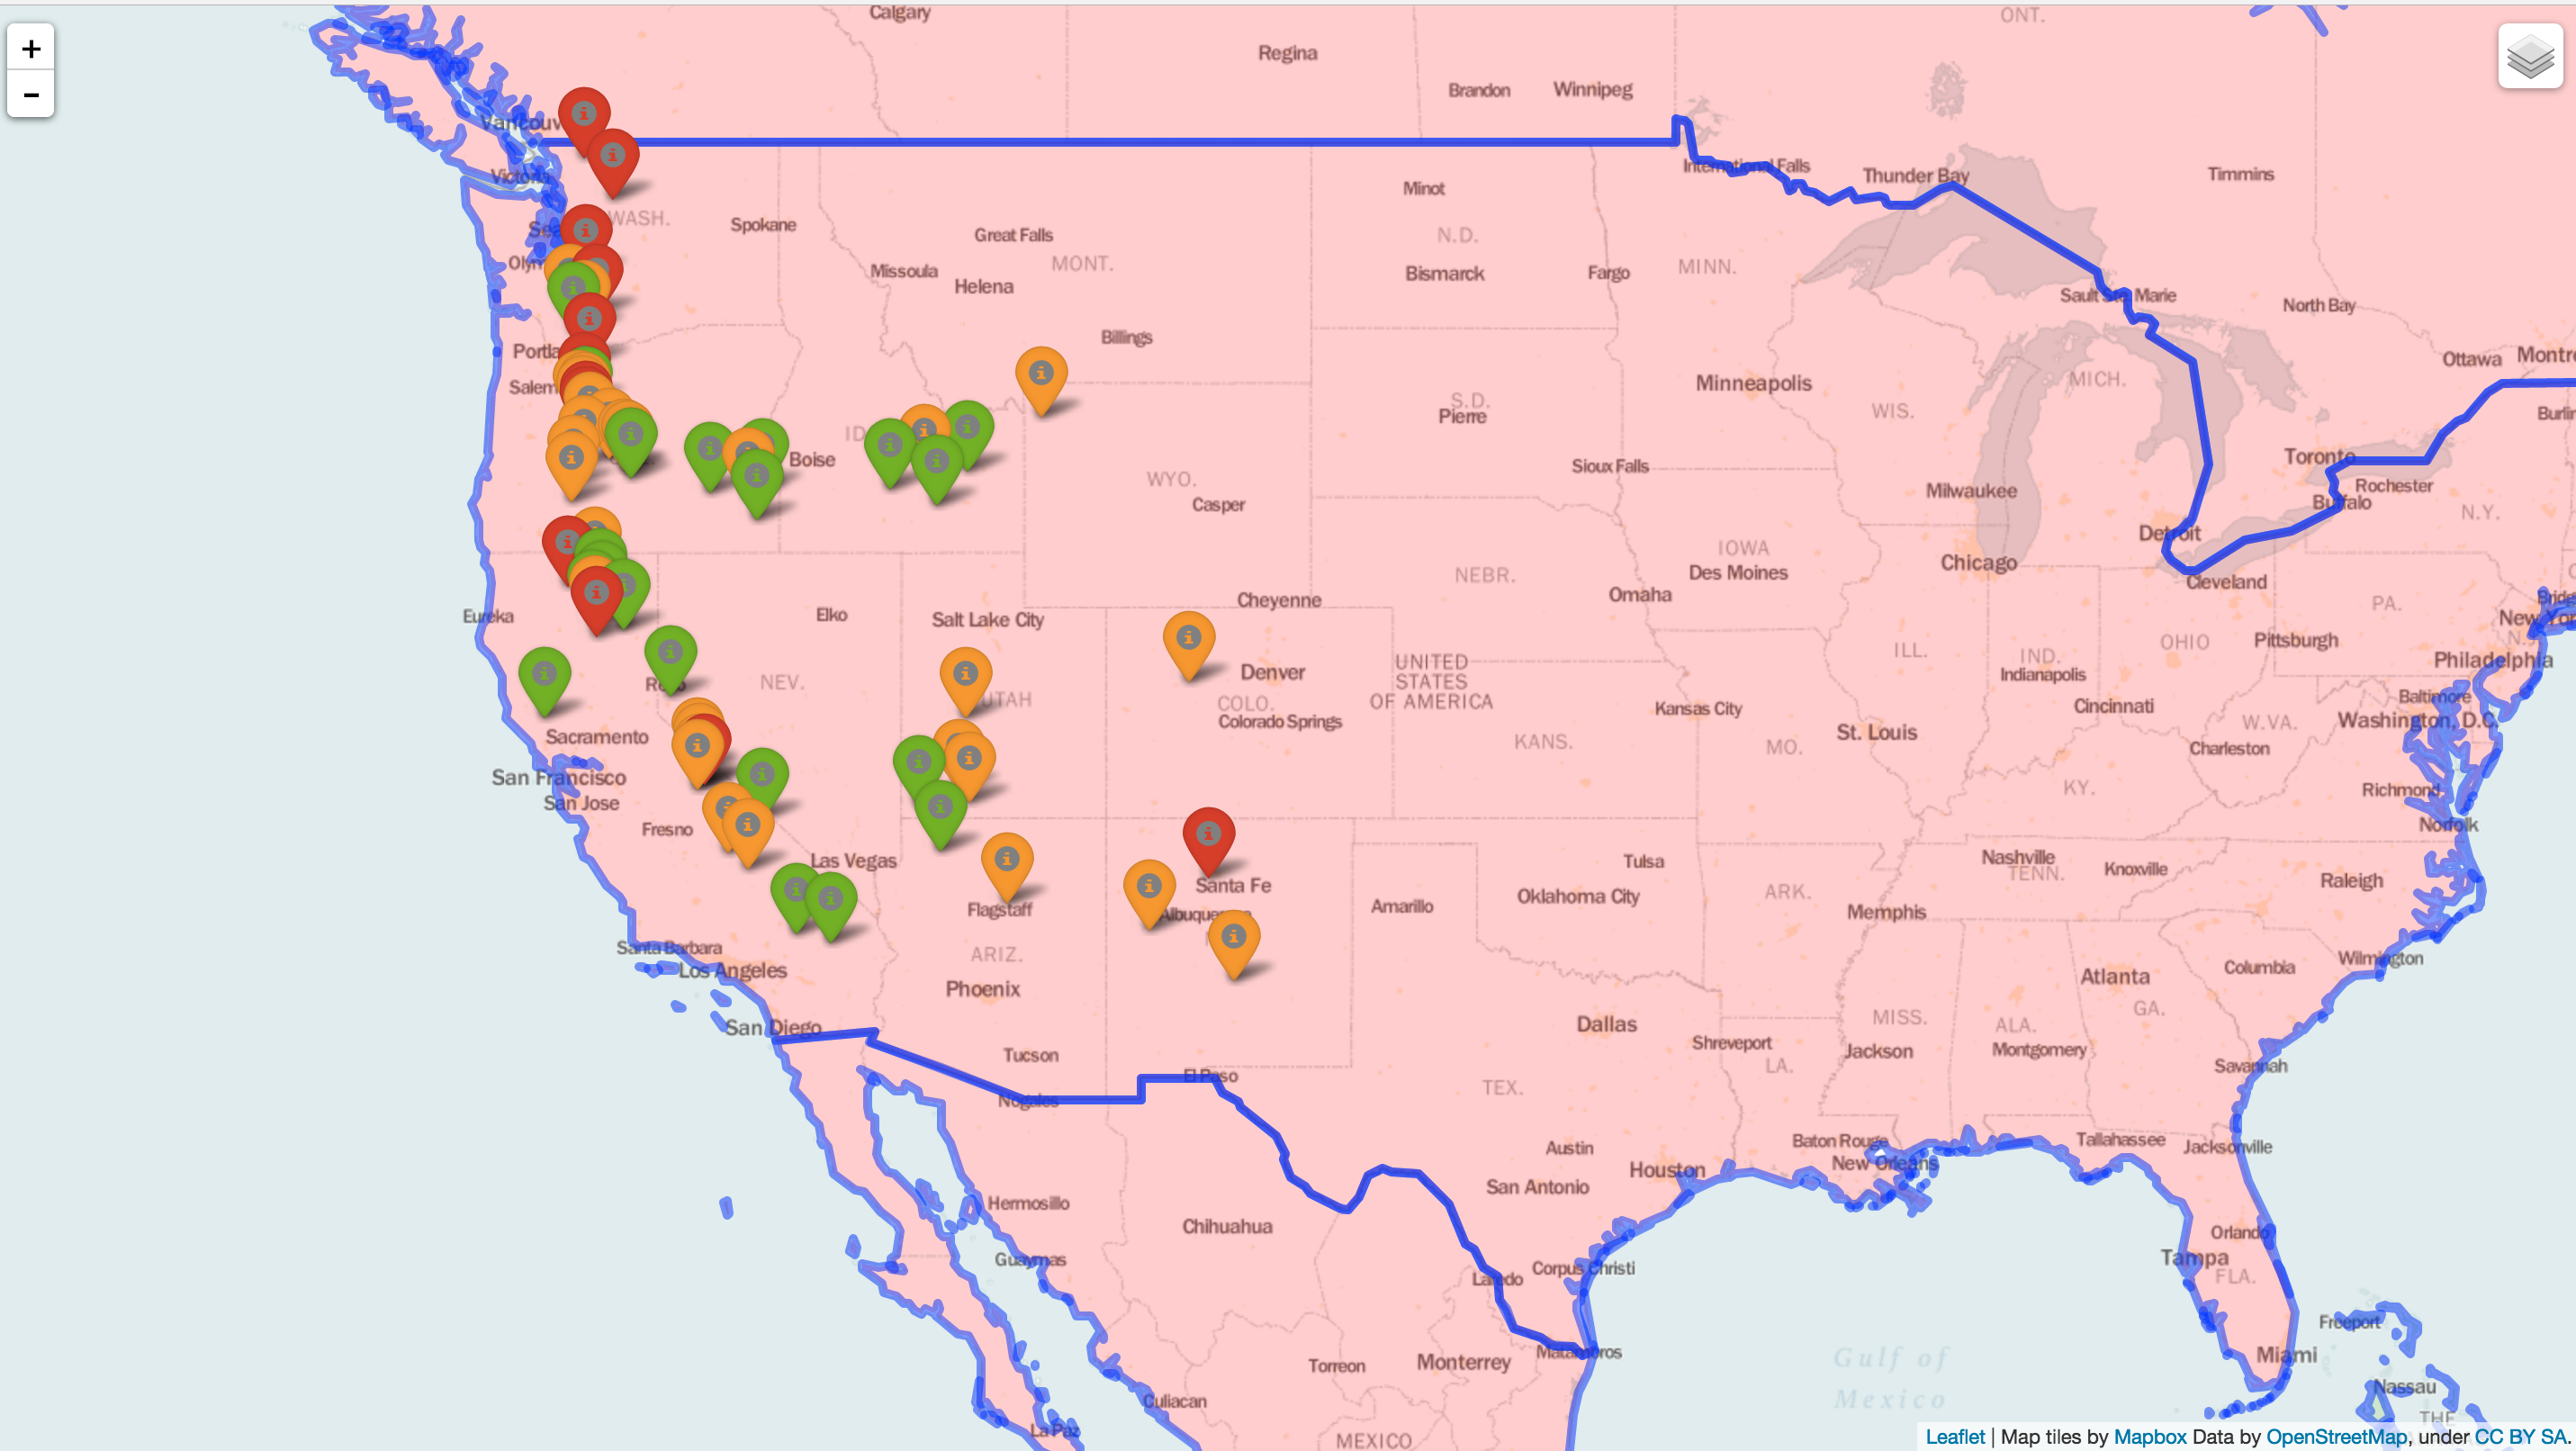 Calgary
ONT.
+
Regina
−
Brandon
Winnipeg
Vancouv
International Falls
Thunder Bay
Timmins
Victoria
Minot
WASH.
Spokane
Sea
Great Falls
N.D.
Olyn
MONT.
Missoula
Bismarck
Fargo
MINN.
Helena
Sault Ste Marie
North Bay
Billings
Portla
Ottawa
Montre
Salem
Minneapolis
MICH.
S.D.
Pierre
WIS.
Burlin
ID
Boise
Toronto
Sioux Falls
WYO.
Casper
Milwaukee
Rochester
Buffalo
N.Y.
Detroit
IOWA
Chicago
NEBR.
Des Moines
Cleveland
Eureka
Elko
Salt Lake City
Cheyenne
Omaha
PA.
Bridge
New Yor
N.J.
OHIO
Pittsburgh
ILL.
IND.
Indianapolis
Philadelphia
Denver
UNITED
STATES
OF AMERICA
Reno
NEV.
UTAH
COLO.
Colorado Springs
Kansas City
Baltimore
Cincinnati
Washington, D.C.
W.VA.
Sacramento
KANS.
MO.
St. Louis
Charleston
San Francisco
San Jose
KY.
Richmond
Fresno
Norfolk
Las Vegas
Tulsa
Nashville
TENN.
Knoxville
Santa Fe
Oklahoma City
ARK.
Raleigh
Flagstaff
Albuquerque
Amarillo
Memphis
Santa Barbara
ARIZ.
Los Angeles
Wilmington
Columbia
Atlanta
Phoenix
GA.
San Diego
Dallas
MISS.
ALA.
Tucson
Shreveport
Jackson
Montgomery
LA.
Savannah
El Paso
TEX.
Nogales
Austin
Baton Rouge
Tallahassee
Jacksonville
Houston
New Orleans
San Antonio
Hermosillo
Chihuahua
Orlando
Guaymas
Corpus Christi
Laredo
Tampa
FLA.
Freeport
Matamoros
Gulf of
Mexico
Miami
Torreon
Monterrey
Culiacan
Nassau
THE
La Paz
MEXICO
Leaflet | Map tiles by Mapbox Data by OpenStreetMap, under CC BY SA.